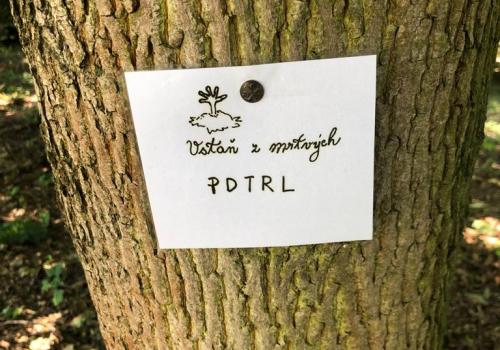 Vstaň z mrtvých
PDTRL